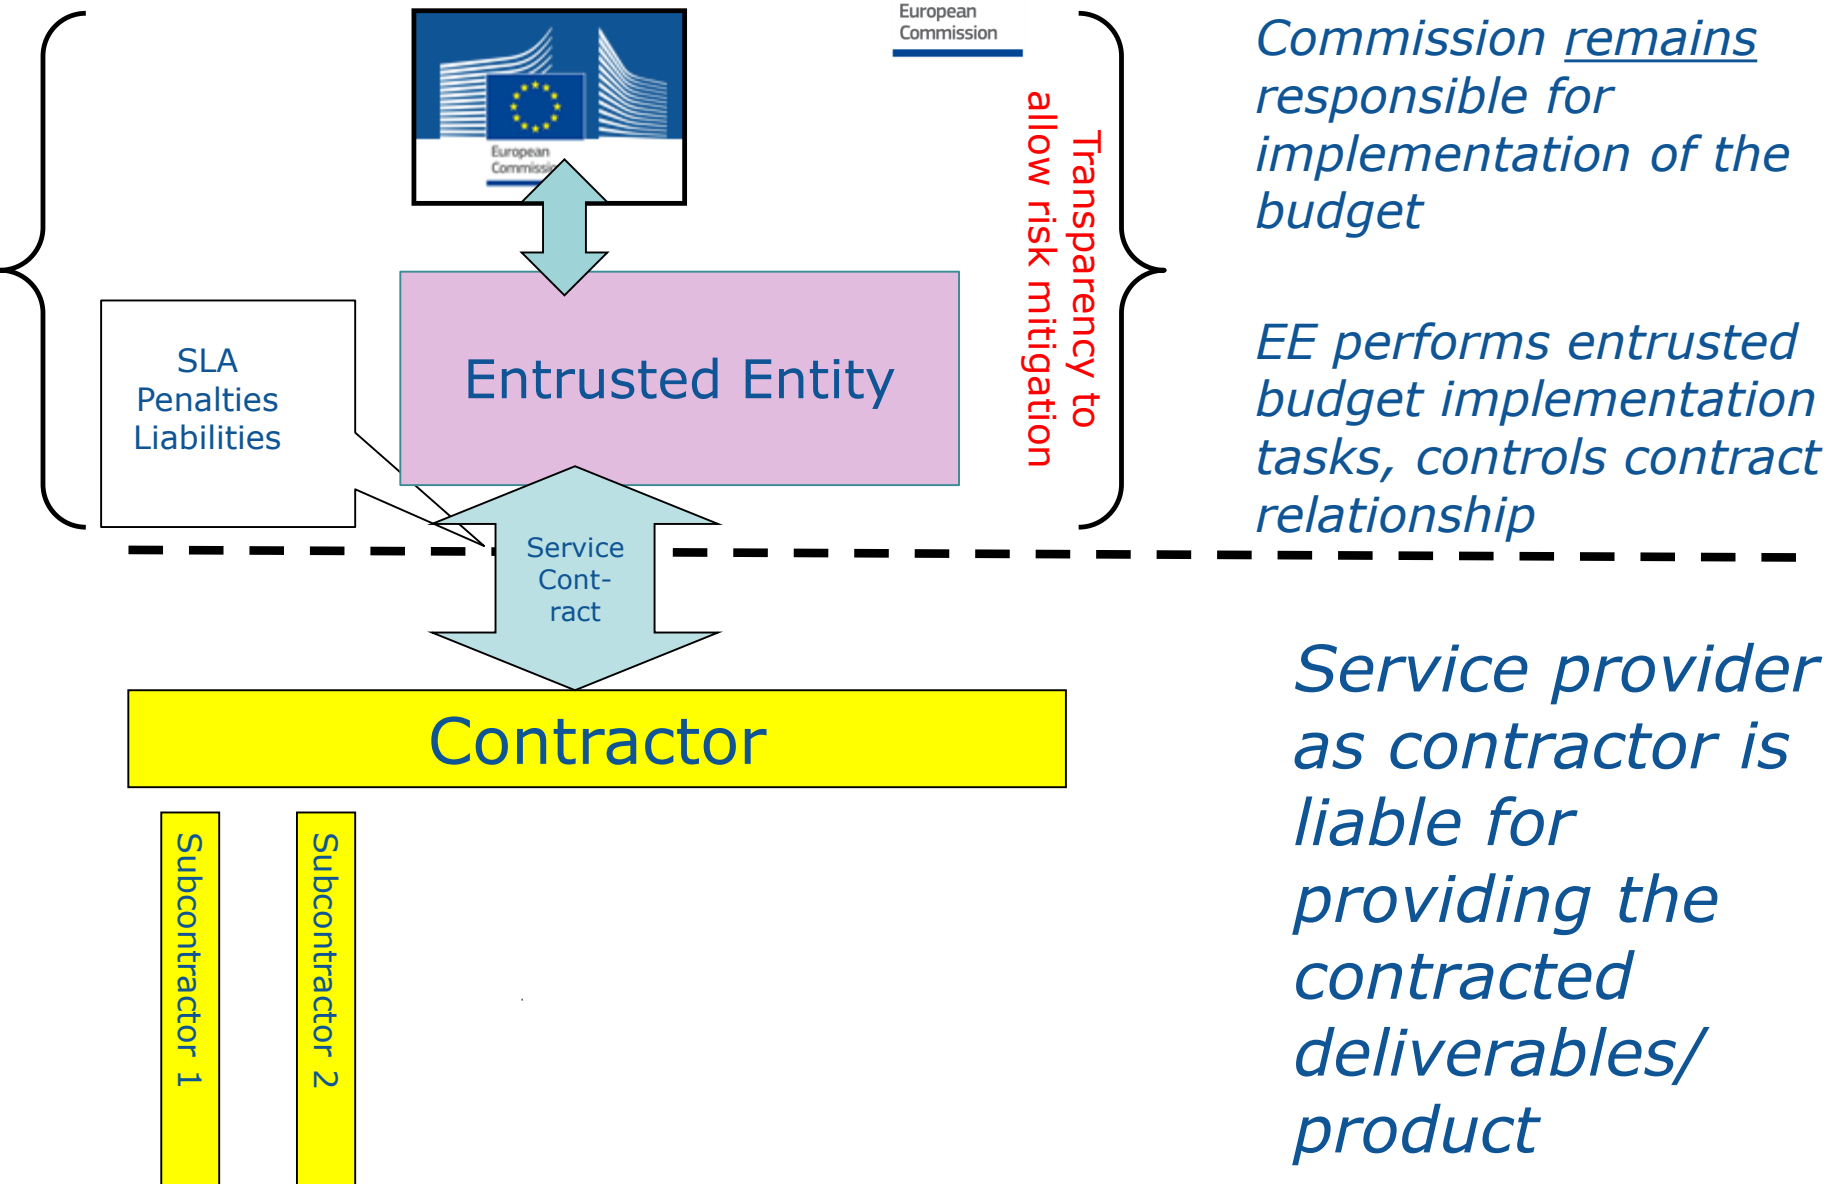 European
Commission
Commission remains
responsible for
implementation of the
budget
European
Commissi
Transparency to
allow risk mitigation
SLA
Penalties
Liabilities
Entrusted Entity
EE performs entrusted
budget implementation
tasks, controls contract
relationship
Service
Cont-
ract
Contractor
Service provider
as contractor is
liable for
providing the
contracted
deliverables/
product
Subcontractor 1
Subcontractor 2